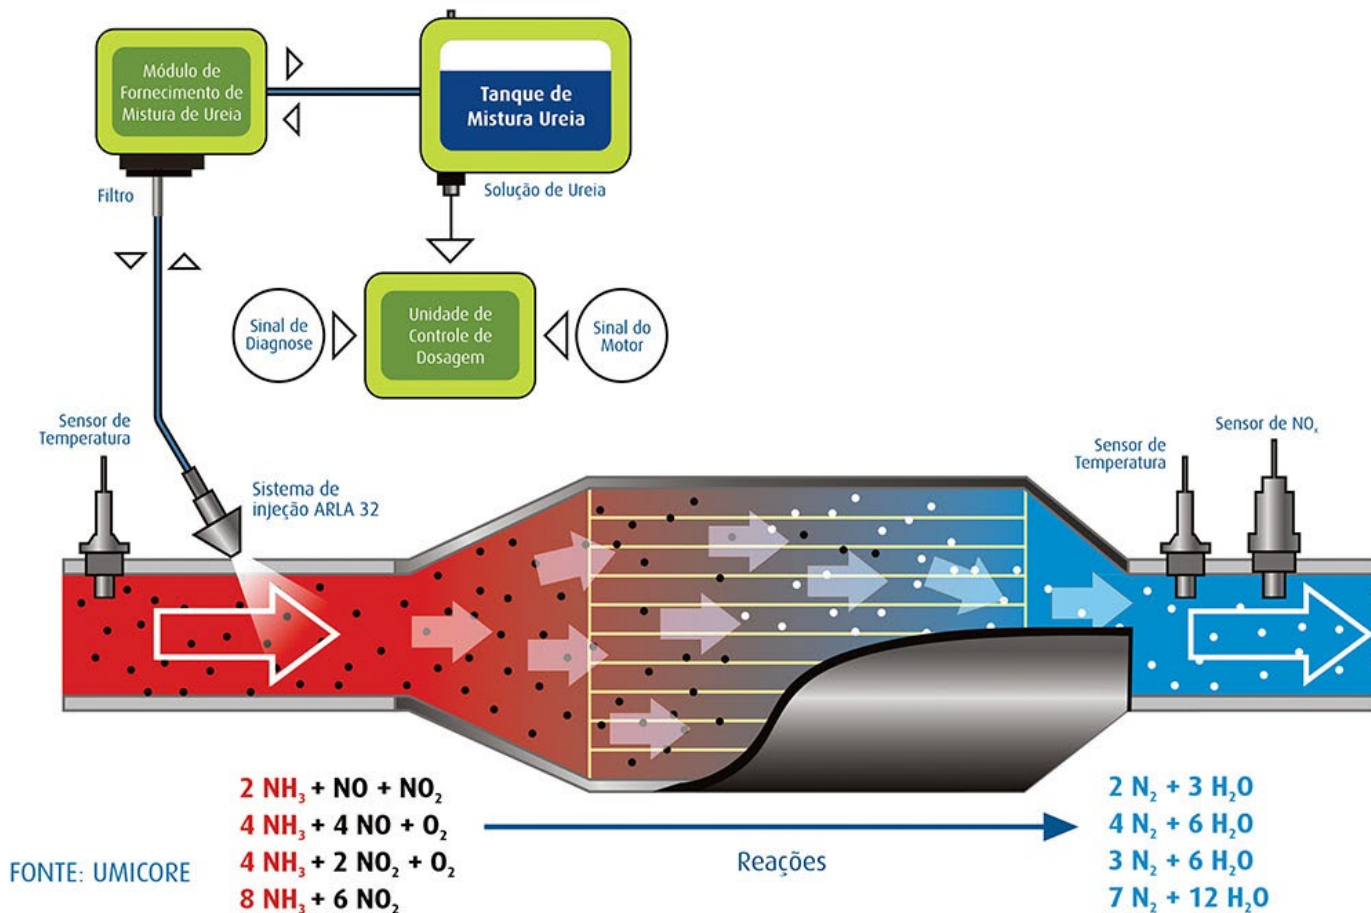 Módulo de
Fornecimento de
Mistura de Ureia
Tanque de
Mistura Ureia
Filtro
Solução de Ureia
Sinal de
Diagnose
Unidade de
Controle de
Dosagem
Sinal do
Motor
Sensor de
Temperatura
Sistema de
injeção ARLA 32
Sensor de
Temperatura
Sensor de NOₓ
2 NH₃ + NO + NO₂
4 NH₃ + 4 NO + O₂
4 NH₃ + 2 NO₂ + O₂
8 NH₃ + 6 NO₂
Reações
2 N₂ + 3 H₂O
4 N₂ + 6 H₂O
3 N₂ + 6 H₂O
7 N₂ + 12 H₂O
FONTE: UMICORE